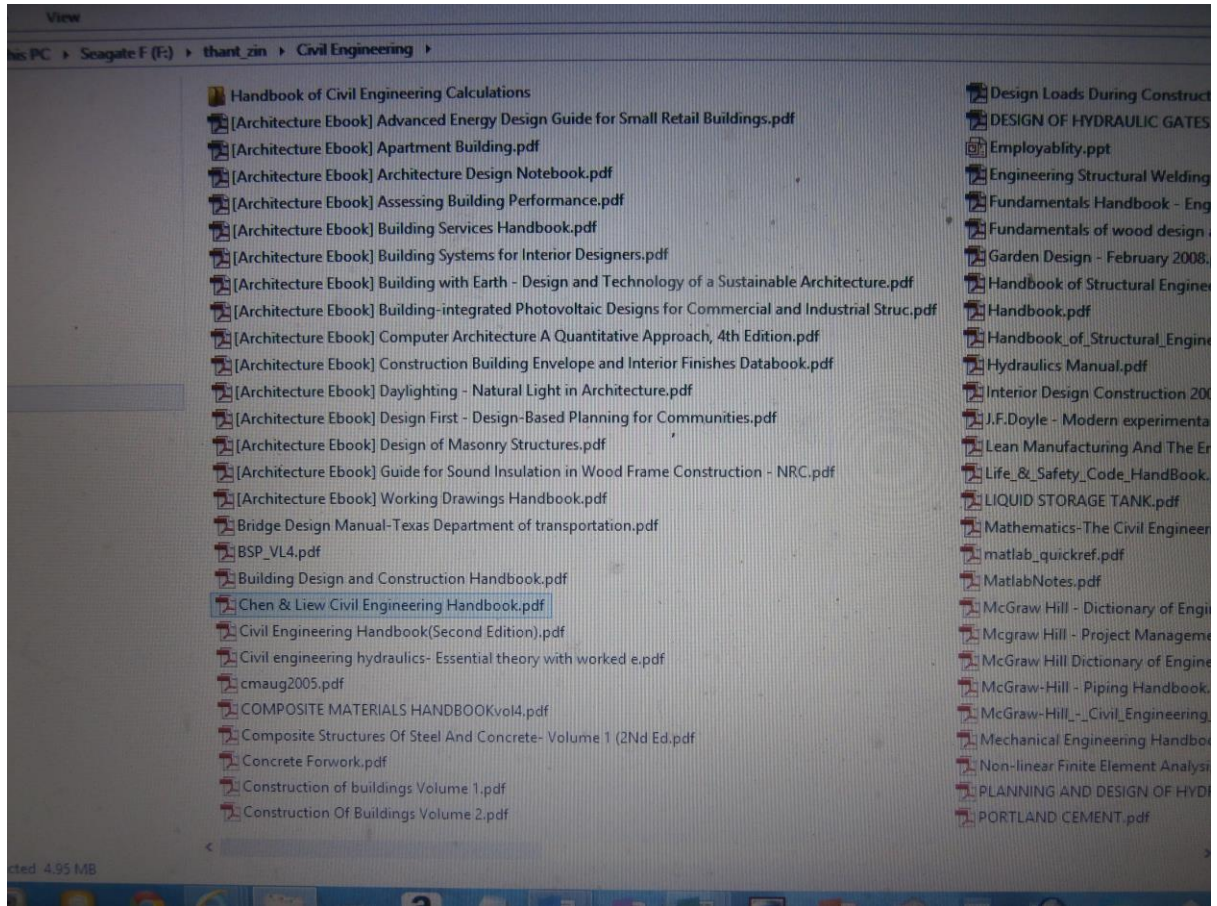 View
his PC ▸ Seagate F (F:) ▸ thant_zin ▸ Civil Engineering ▸
Handbook of Civil Engineering Calculations
[Architecture Ebook] Advanced Energy Design Guide for Small Retail Buildings.pdf
[Architecture Ebook] Apartment Building.pdf
[Architecture Ebook] Architecture Design Notebook.pdf
[Architecture Ebook] Assessing Building Performance.pdf
[Architecture Ebook] Building Services Handbook.pdf
[Architecture Ebook] Building Systems for Interior Designers.pdf
[Architecture Ebook] Building with Earth - Design and Technology of a Sustainable Architecture.pdf
[Architecture Ebook] Building-integrated Photovoltaic Designs for Commercial and Industrial Struc.pdf
[Architecture Ebook] Computer Architecture A Quantitative Approach, 4th Edition.pdf
[Architecture Ebook] Construction Building Envelope and Interior Finishes Databook.pdf
[Architecture Ebook] Daylighting - Natural Light in Architecture.pdf
[Architecture Ebook] Design First - Design-Based Planning for Communities.pdf
[Architecture Ebook] Design of Masonry Structures.pdf
[Architecture Ebook] Guide for Sound Insulation in Wood Frame Construction - NRC.pdf
[Architecture Ebook] Working Drawings Handbook.pdf
Bridge Design Manual-Texas Department of transportation.pdf
BSP_VL4.pdf
Building Design and Construction Handbook.pdf
Chen & Liew Civil Engineering Handbook.pdf
Civil Engineering Handbook(Second Edition).pdf
Civil engineering hydraulics- Essential theory with worked e.pdf
cmaug2005.pdf
COMPOSITE MATERIALS HANDBOOKvol4.pdf
Composite Structures Of Steel And Concrete- Volume 1 (2Nd Ed.pdf
Concrete Forwork.pdf
Construction of buildings Volume 1.pdf
Construction Of Buildings Volume 2.pdf
Design Loads During Construct
DESIGN OF HYDRAULIC GATES
Employablity.ppt
Engineering Structural Welding
Fundamentals Handbook - Eng
Fundamentals of wood design
Garden Design - February 2008.
Handbook of Structural Enginee
Handbook.pdf
Handbook_of_Structural_Engine
Hydraulics Manual.pdf
Interior Design Construction 200
J.F.Doyle - Modern experimenta
Lean Manufacturing And The Er
Life_&_Safety_Code_HandBook.
LIQUID STORAGE TANK.pdf
Mathematics-The Civil Engineer
matlab_quickref.pdf
MatlabNotes.pdf
McGraw Hill - Dictionary of Engi
Mcgraw Hill - Project Manageme
McGraw Hill Dictionary of Engine
McGraw-Hill - Piping Handbook.
McGraw-Hill_-_Civil_Engineering_
Mechanical Engineering Handboo
Non-linear Finite Element Analysi
PLANNING AND DESIGN OF HYDR
PORTLAND CEMENT.pdf
cted 4.95 MB